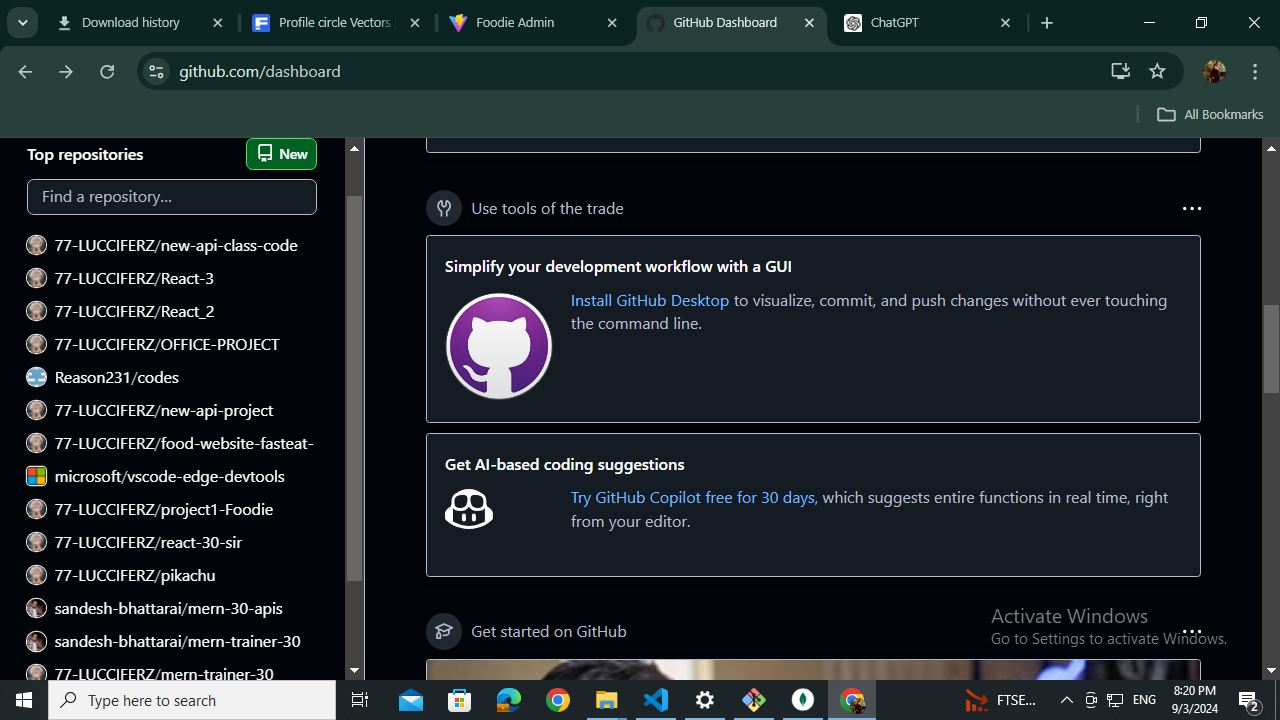 Download history
Profile circle Vectors
Foodie Admin
GitHub Dashboard
ChatGPT
github.com/dashboard
All Bookmarks
Top repositories
New
Find a repository...
77-LUCCIFERZ/new-api-class-code
77-LUCCIFERZ/React-3
77-LUCCIFERZ/React_2
77-LUCCIFERZ/OFFICE-PROJECT
Reason231/codes
77-LUCCIFERZ/new-api-project
77-LUCCIFERZ/food-website-fasteat-
microsoft/vscode-edge-devtools
77-LUCCIFERZ/project1-Foodie
77-LUCCIFERZ/react-30-sir
77-LUCCIFERZ/pikachu
sandesh-bhattarai/mern-30-apis
sandesh-bhattarai/mern-trainer-30
77-LUCCIFERZ/mern-trainer-30
Use tools of the trade
Simplify your development workflow with a GUI
Install GitHub Desktop to visualize, commit, and push changes without ever touching
the command line.
Get AI-based coding suggestions
Try GitHub Copilot free for 30 days, which suggests entire functions in real time, right
from your editor.
Get started on GitHub
Activate Windows
Go to Settings to activate Windows.
Type here to search
FTSE...
ENG
8:20 PM
9/3/2024
2